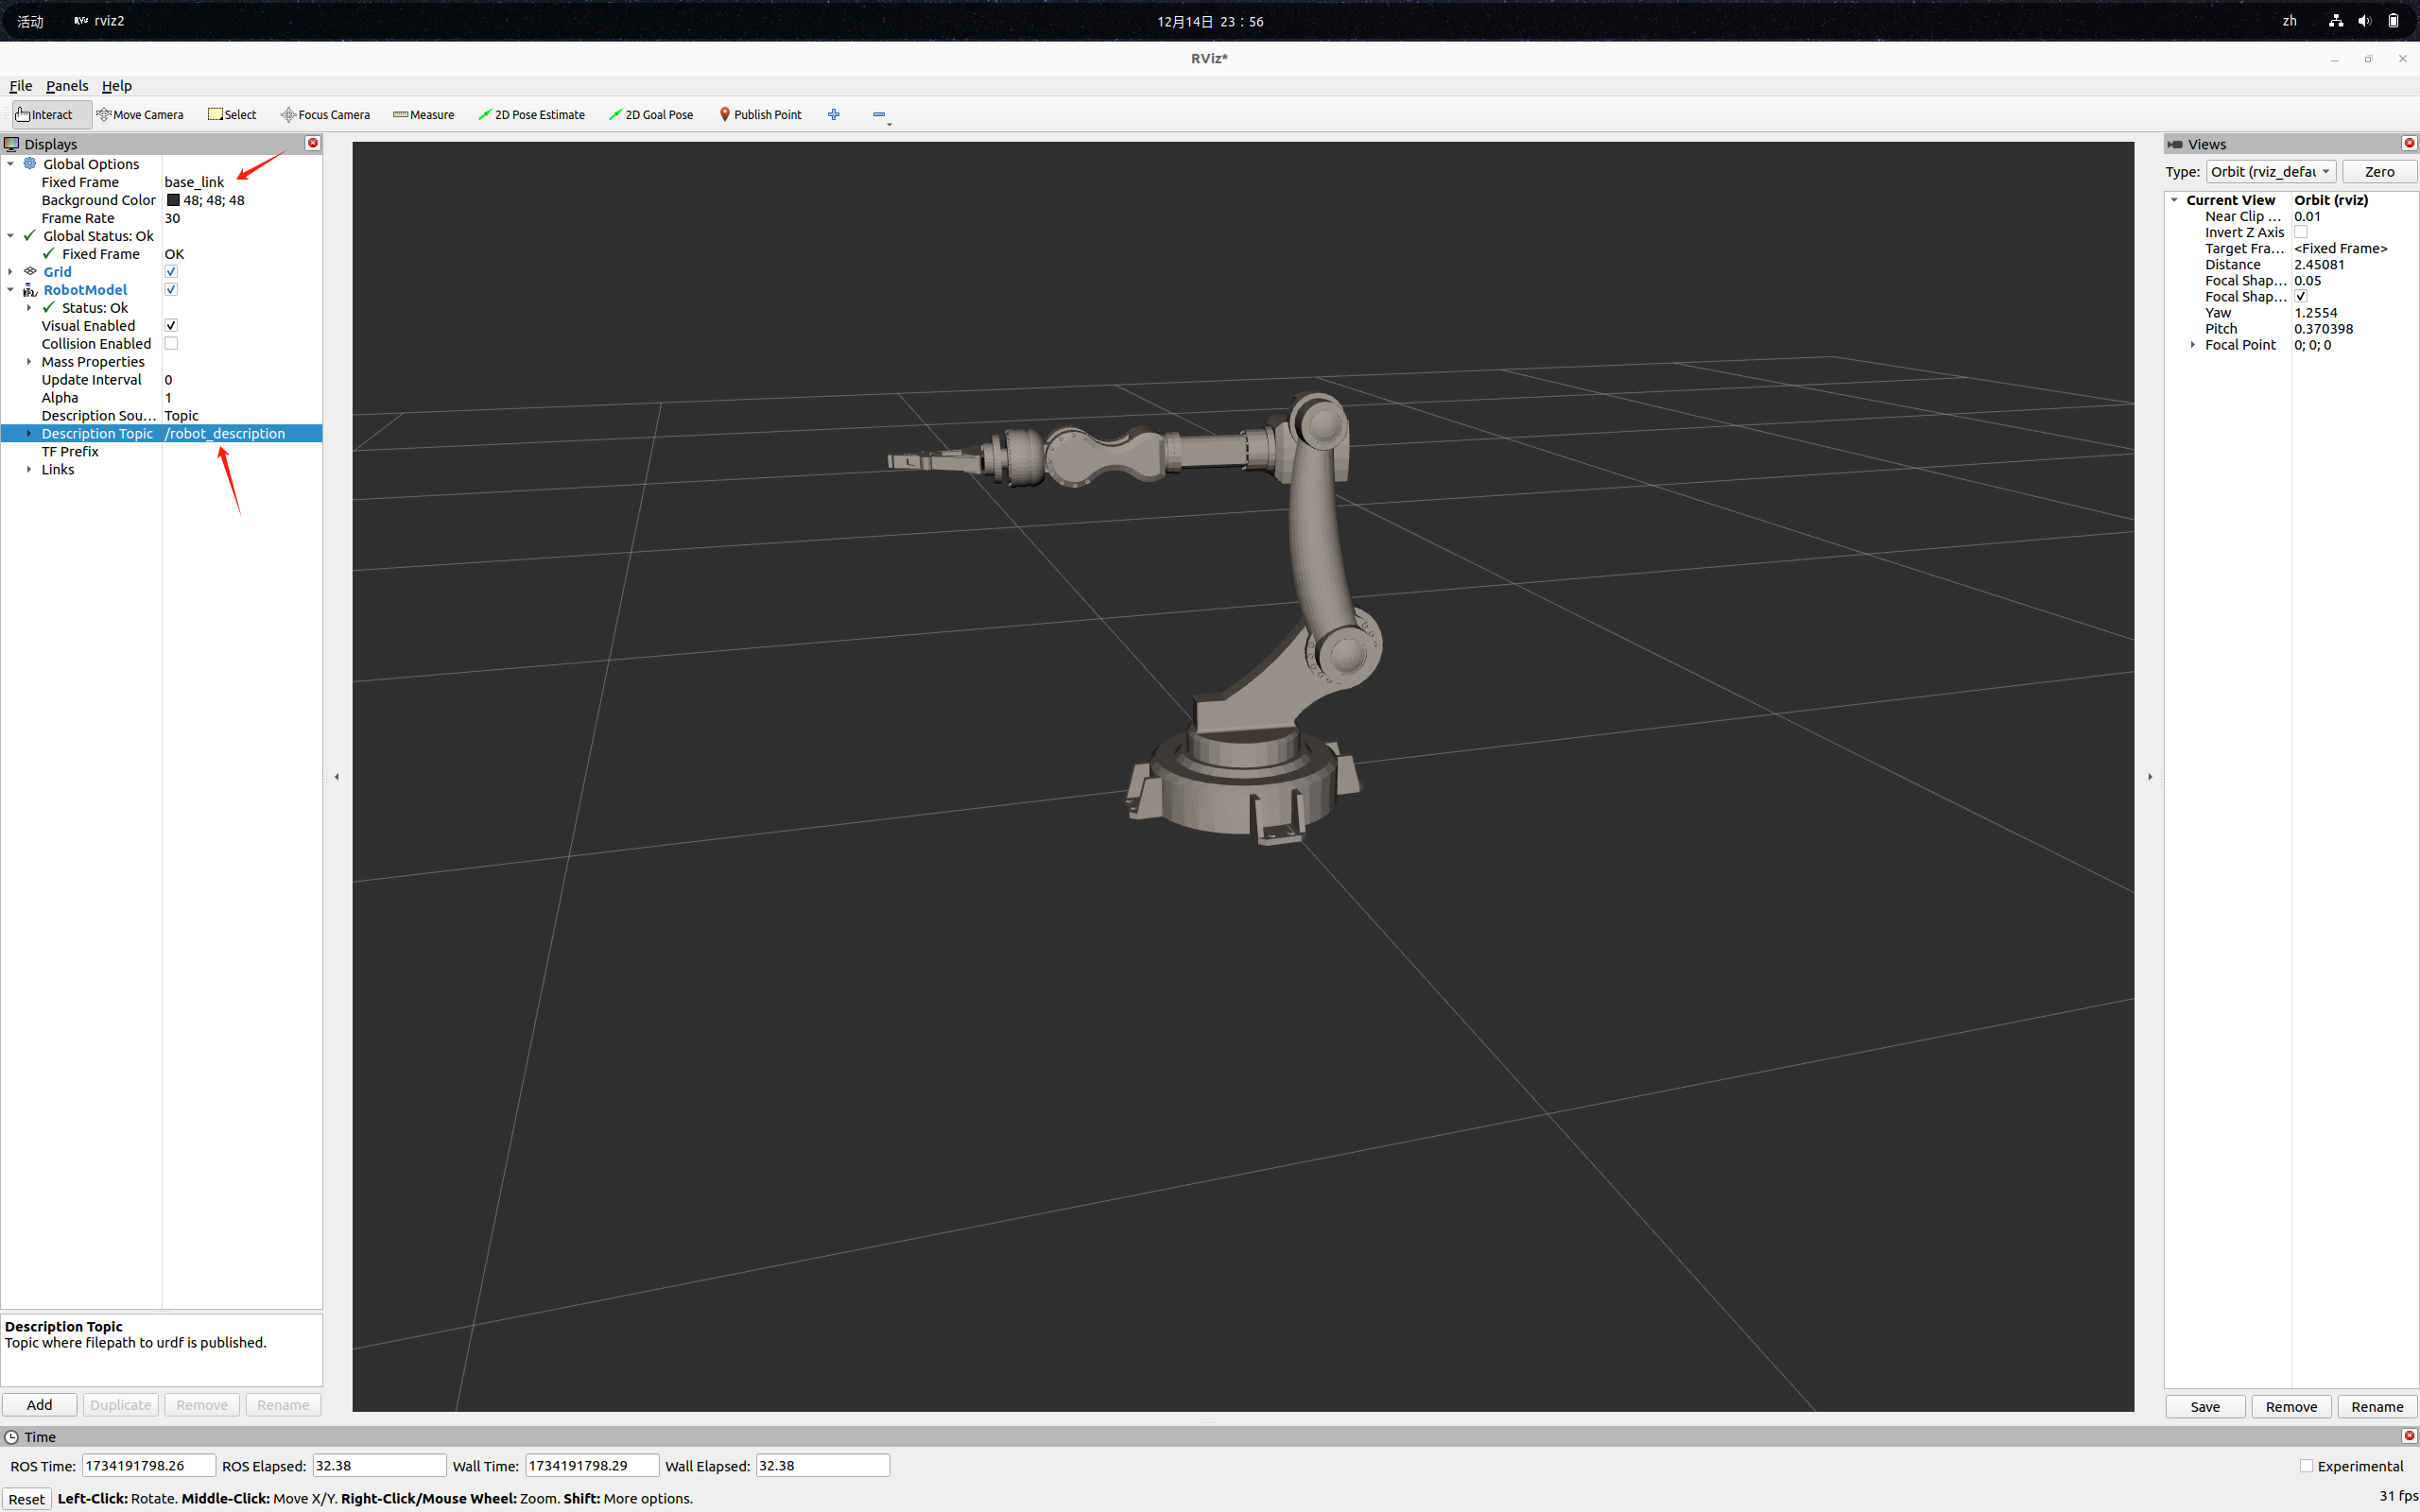 活动 rviz2 12月14日 23：56 zh
RViz*
File Panels Help
Interact Move Camera Select Focus Camera Measure 2D Pose Estimate 2D Goal Pose Publish Point
Displays
Global Options
Fixed Frame base_link
Background Color 48; 48; 48
Frame Rate 30
Global Status: Ok
Fixed Frame OK
Grid
RobotModel
Status: Ok
Visual Enabled
Collision Enabled
Mass Properties
Update Interval 0
Alpha 1
Description Sou... Topic
Description Topic /robot_description
TF Prefix
Links
Description Topic
Topic where filepath to urdf is published.
Add Duplicate Remove Rename
Views
Type: Orbit (rviz_defau Zero
Current View Orbit (rviz)
Near Clip ... 0.01
Invert Z Axis
Target Fra... <Fixed Frame>
Distance 2.45081
Focal Shap... 0.05
Focal Shap...
Yaw 1.2554
Pitch 0.370398
Focal Point 0; 0; 0
Save Remove Rename
Time
ROS Time: 1734191798.26 ROS Elapsed: 32.38 Wall Time: 1734191798.29 Wall Elapsed: 32.38 Experimental
Reset Left-Click: Rotate. Middle-Click: Move X/Y. Right-Click/Mouse Wheel: Zoom. Shift: More options. 31 fps